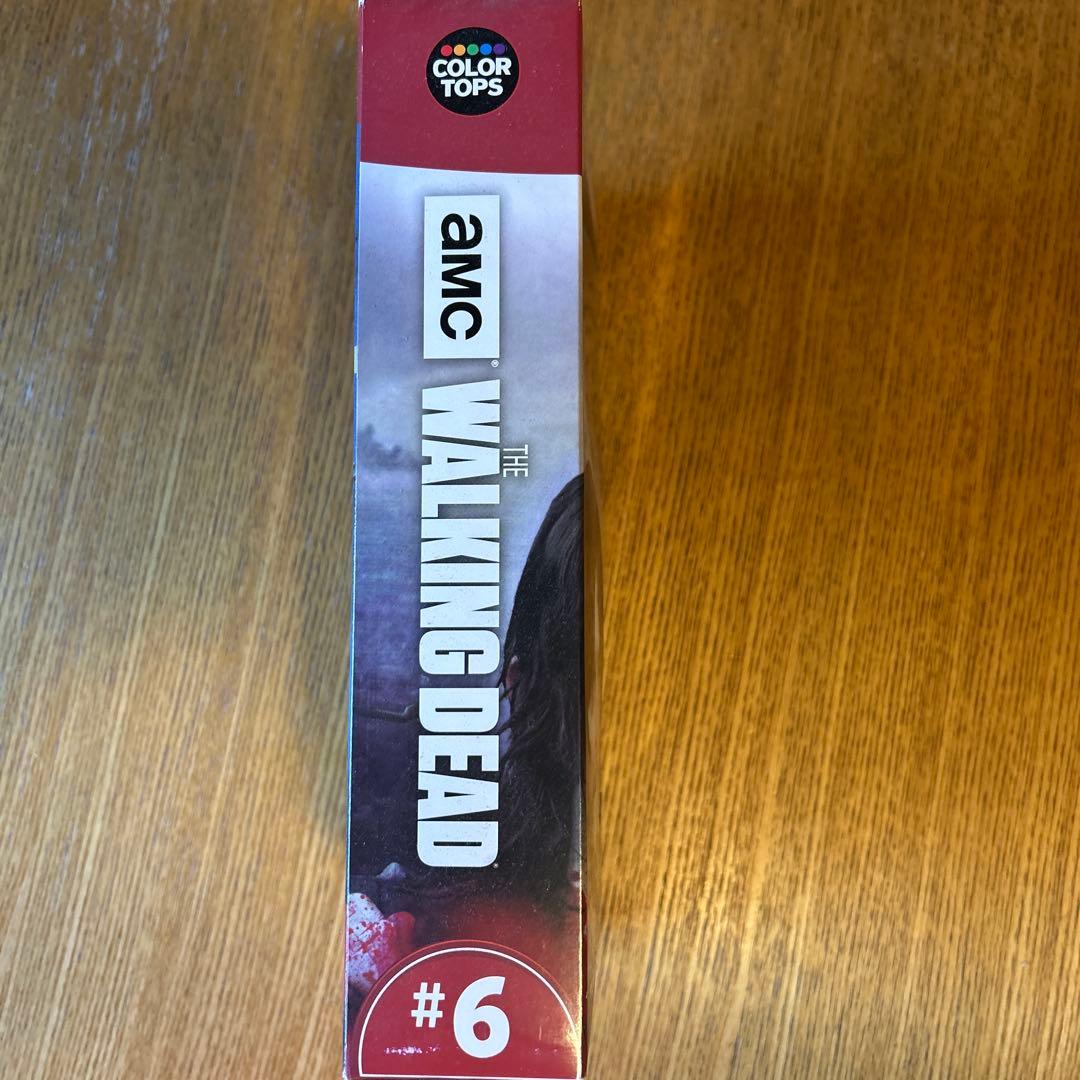 COLOR
TOPS
aMC
®
THE
WALKING DEAD
#6